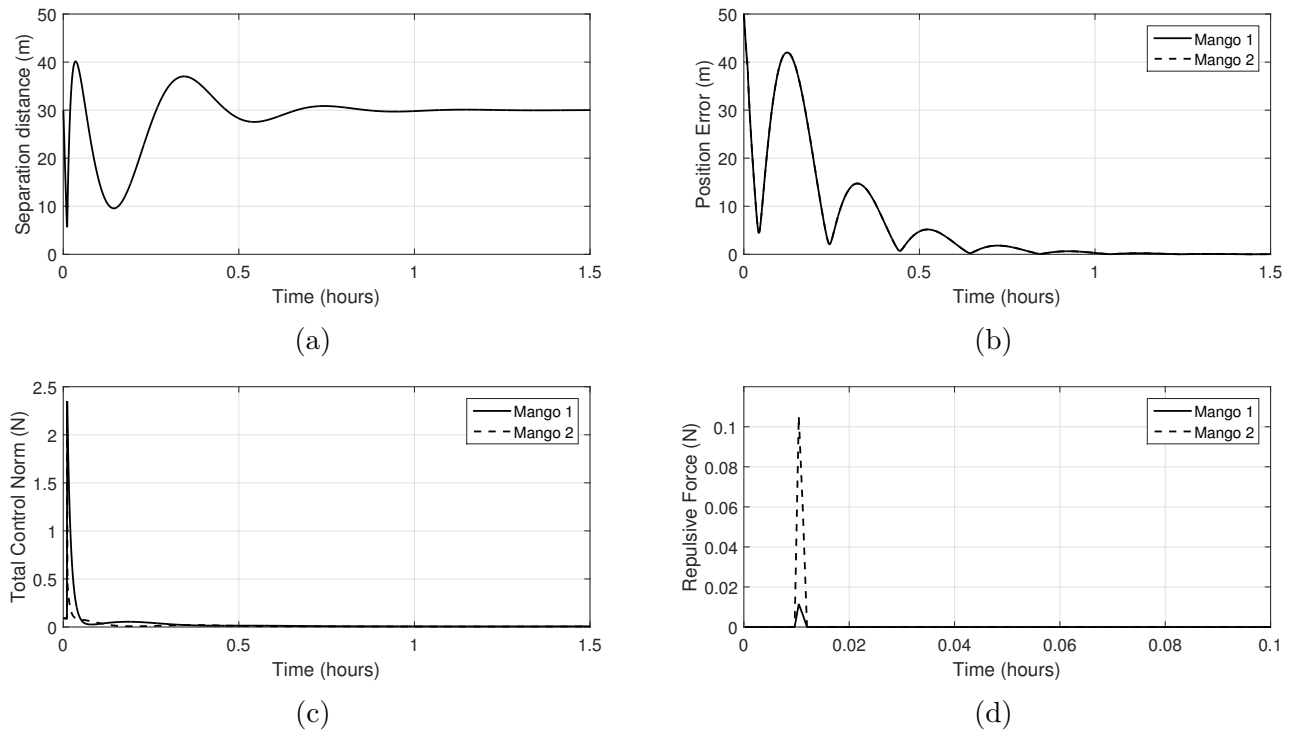 50
40
30
20
10
0
0 0.5 1 1.5
Separation distance (m)
Time (hours)
(a)
50
40
30
20
10
0
0 0.5 1 1.5
Position Error (m)
Time (hours)
Mango 1
Mango 2
(b)
2.5
2
1.5
1
0.5
0
0 0.5 1 1.5
Total Control Norm (N)
Time (hours)
Mango 1
Mango 2
(c)
0.1
0.08
0.06
0.04
0.02
0
0 0.02 0.04 0.06 0.08 0.1
Repulsive Force (N)
Time (hours)
Mango 1
Mango 2
(d)